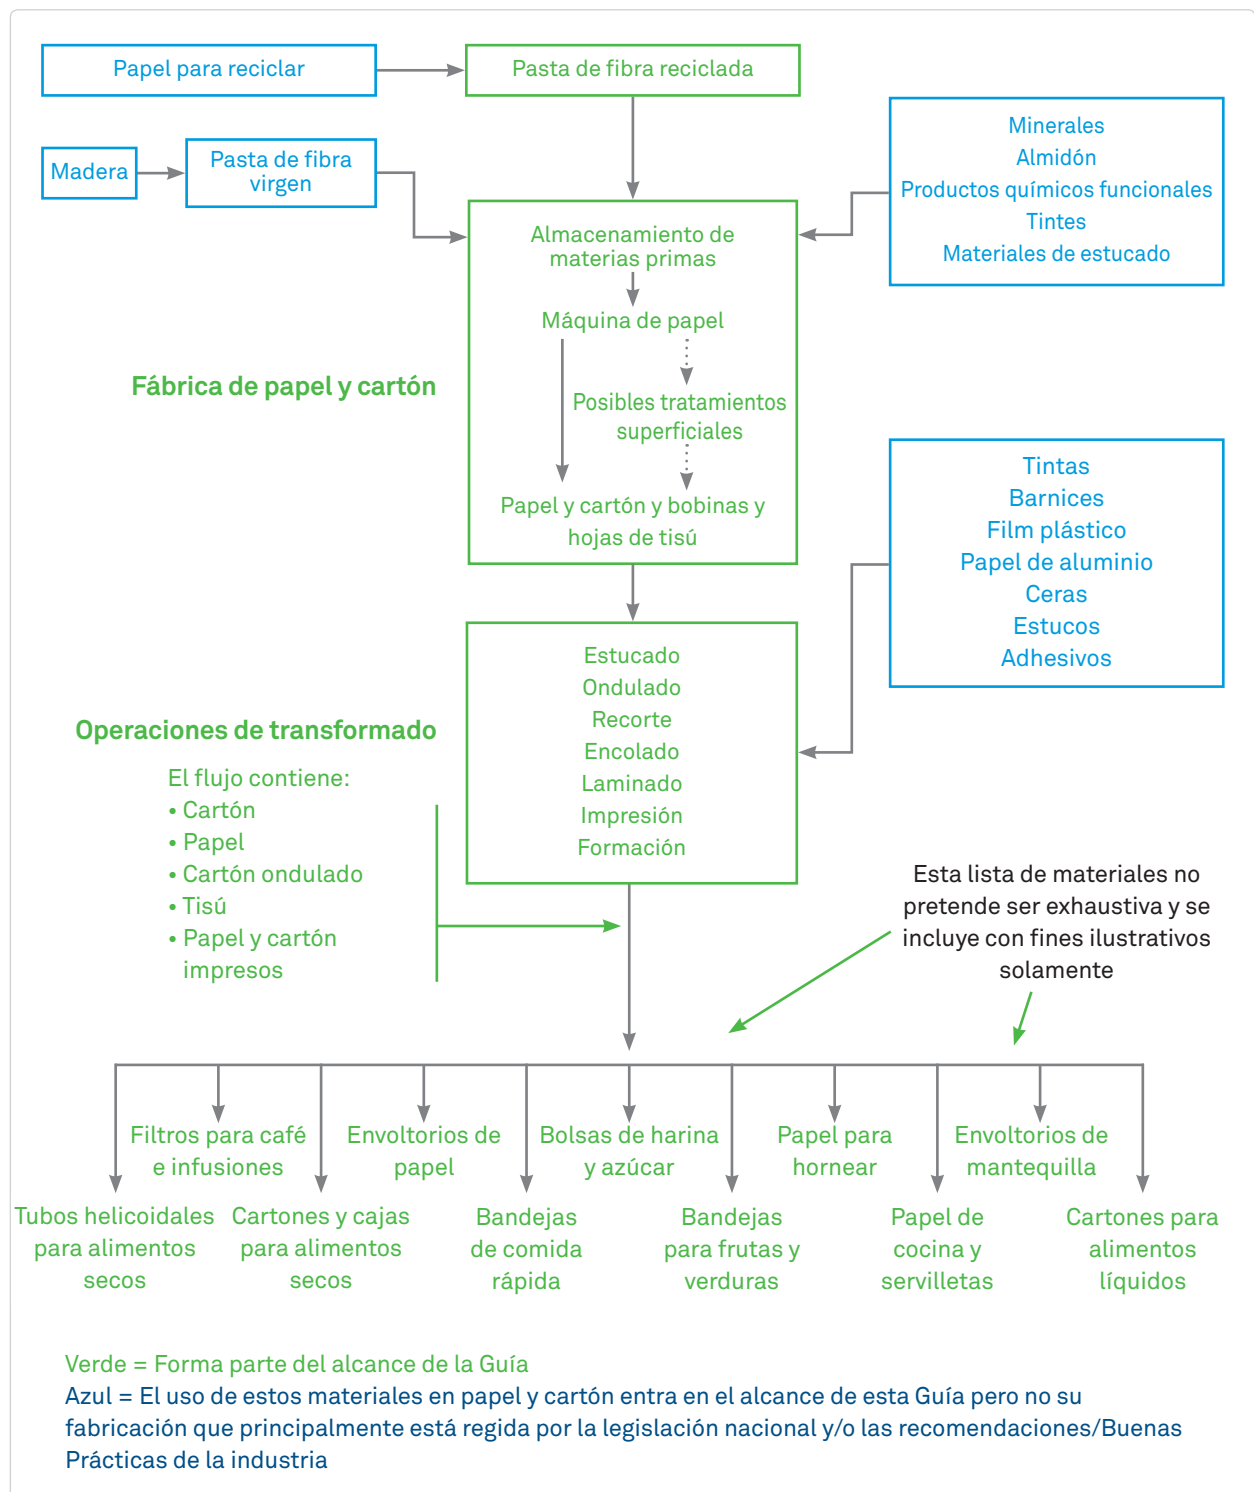 Papel para reciclar
Pasta de fibra reciclada
Madera
Pasta de fibra
virgen
Minerales
Almidón
Productos químicos funcionales
Tintes
Materiales de estucado
Almacenamiento de
materias primas
Máquina de papel
Fábrica de papel y cartón
Posibles tratamientos
superficiales
Papel y cartón y bobinas y
hojas de tisú
Tintas
Barnices
Film plástico
Papel de aluminio
Ceras
Estucos
Adhesivos
Estucado
Ondulado
Recorte
Encolado
Laminado
Impresión
Formación
Operaciones de transformado
El flujo contiene:
• Cartón
• Papel
• Cartón ondulado
• Tisú
• Papel y cartón
impresos
Esta lista de materiales no
pretende ser exhaustiva y se
incluye con fines ilustrativos
solamente
Filtros para café
e infusiones
Envoltorios de
papel
Bolsas de harina
y azúcar
Papel para
hornear
Envoltorios de
mantequilla
Tubos helicoidales
para alimentos
secos
Cartones y cajas
para alimentos
secos
Bandejas
de comida
rápida
Bandejas
para frutas y
verduras
Papel de
cocina y
servilletas
Cartones para
alimentos
líquidos
Verde = Forma parte del alcance de la Guía
Azul = El uso de estos materiales en papel y cartón entra en el alcance de esta Guía pero no su
fabricación que principalmente está regida por la legislación nacional y/o las recomendaciones/Buenas
Prácticas de la industria